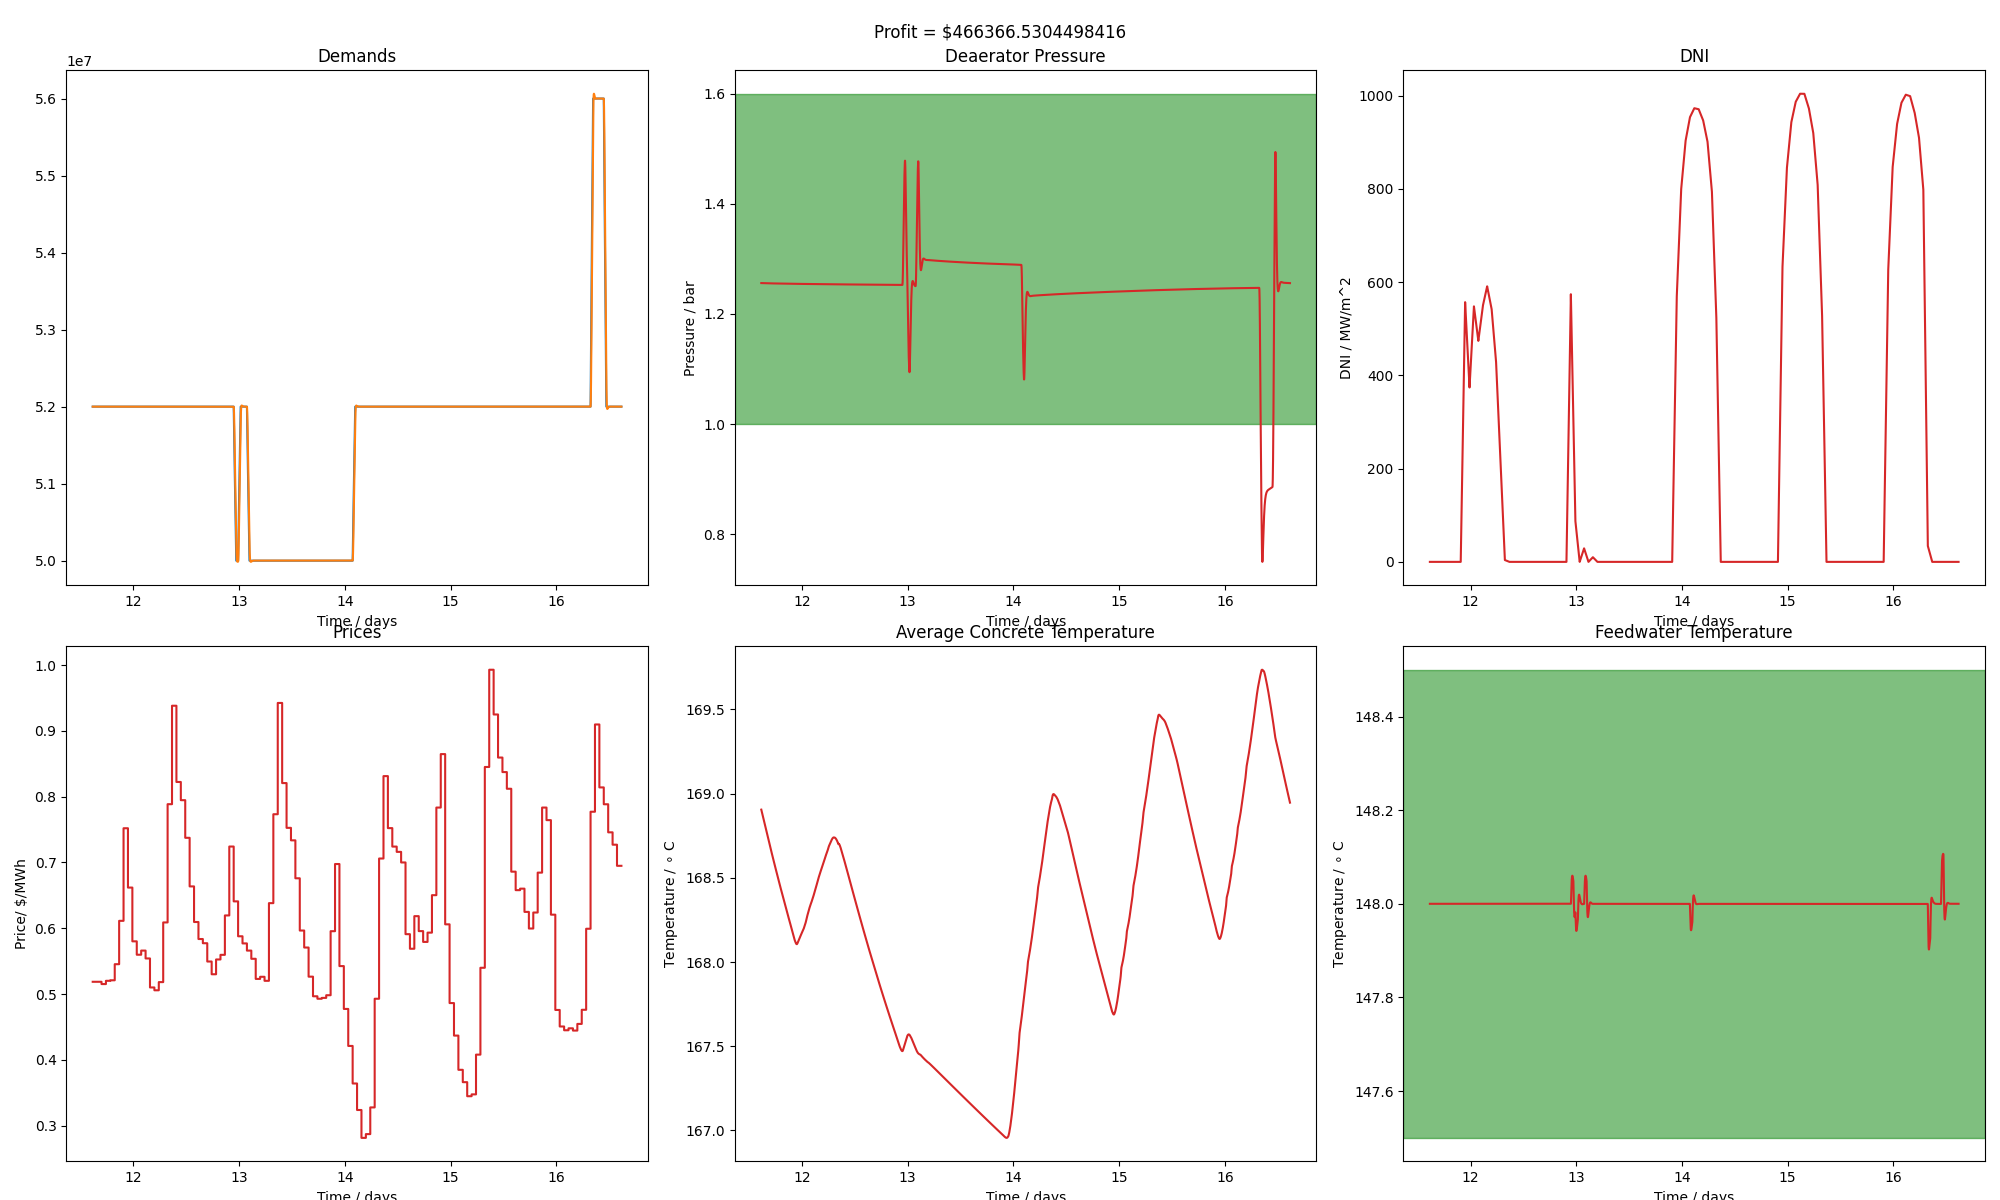 Profit = $466366.5304498416
Demands
1e7
5.6
5.5
5.4
5.3
5.2
5.1
5.0
12 13 14 15 16
Time / days
Deaerator Pressure
Pressure / bar
1.6
1.4
1.2
1.0
0.8
12 13 14 15 16
Time / days
DNI
DNI / MW/m^2
1000
800
600
400
200
0
12 13 14 15 16
Time / days
Prices
Price/ $/MWh
1.0
0.9
0.8
0.7
0.6
0.5
0.4
0.3
12 13 14 15 16
Time / days
Average Concrete Temperature
Temperature / ∘ C
169.5
169.0
168.5
168.0
167.5
167.0
12 13 14 15 16
Time / days
Feedwater Temperature
Temperature / ∘ C
148.4
148.2
148.0
147.8
147.6
12 13 14 15 16
Time / days